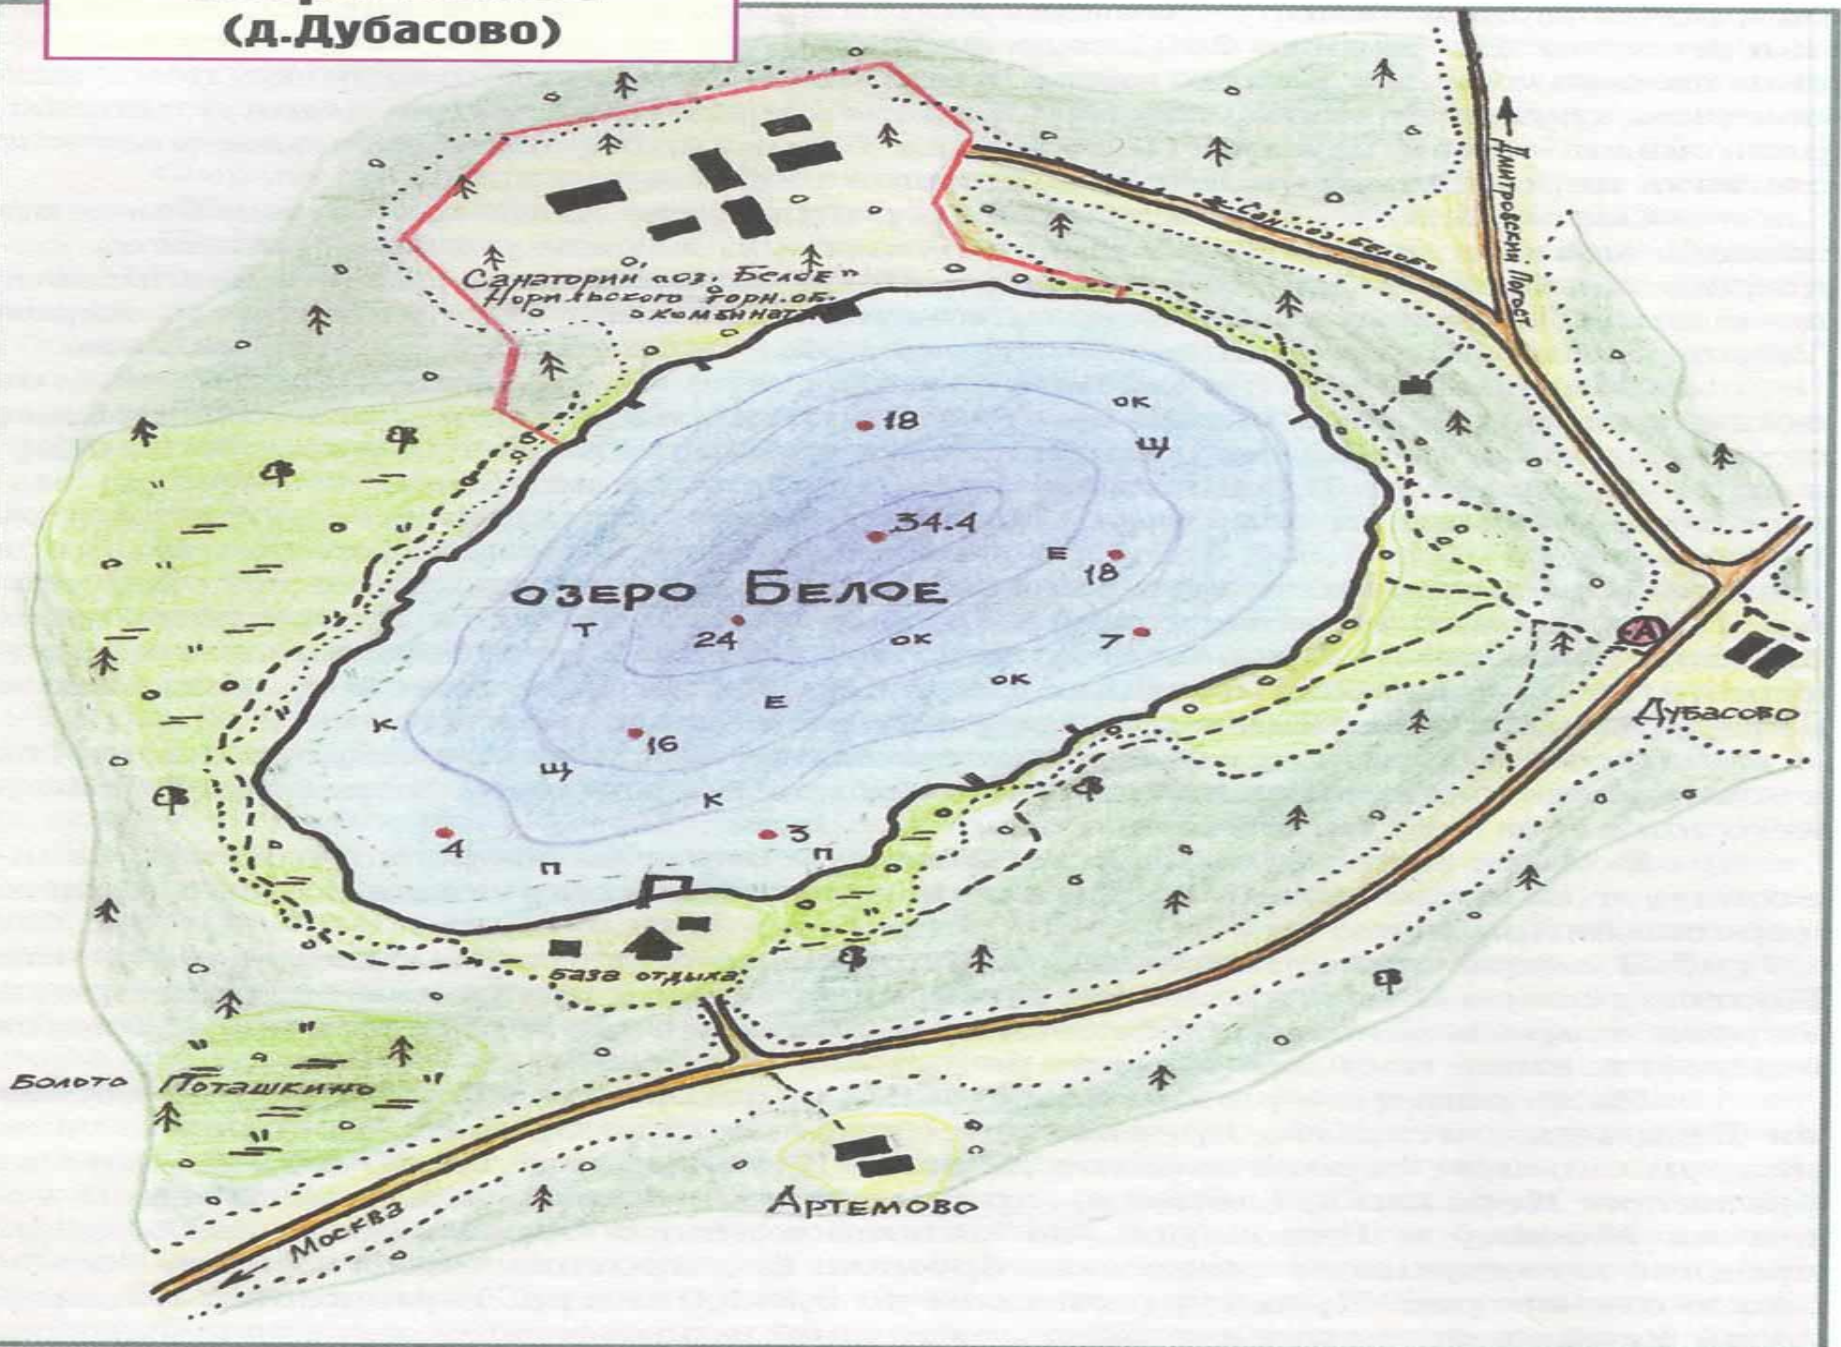 (д.Дубасово)
Дмитровский Погост
Сан. оз. Белое
Санаторий "оз. Белое"
Норильского горн.об.
комбината
18
ОК
Щ
34.4
Е
18
озеро Белое
Т
24
ОК
7
ОК
А
Дубасово
К
Е
16
Щ
К
4
3
П
П
база отдыха
Болото Поташкино
Артемово
Москва